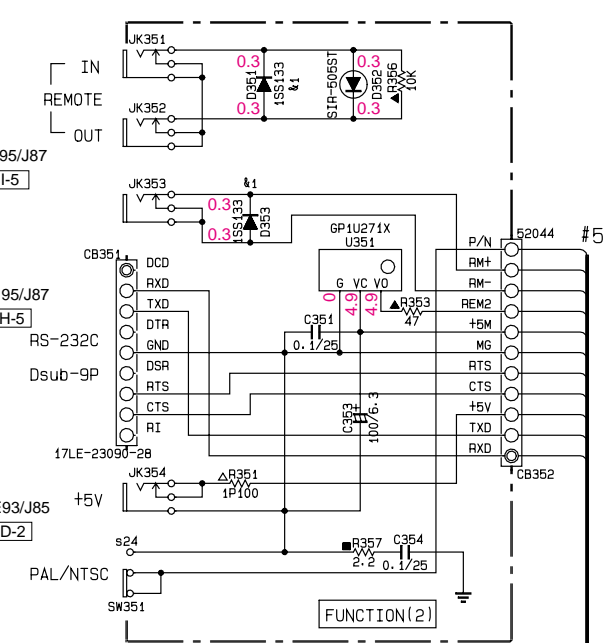 JK351
IN
REMOTE
OUT
JK352
0.3
0.3
D351
1SS133
&1
SIR-505ST
0.3
0.3
D352
R356
10K
95/J87
I-5
JK353
&1
0.3
0.3
1SS133
D353
GP1U271X
U351
G VC VO
0
4.9
4.9
R353
47
C351
0.1/25
P/N
RM+
RM-
REM2
+5M
MG
RTS
CTS
+5V
TXD
RXD
52044
#5
CB352
CB351
DCD
RXD
TXD
DTR
GND
DSR
RTS
CTS
RI
95/J87
H-5
RS-232C
Dsub-9P
17LE-23090-28
C353
+
100/6.3
JK354
R351
1P100
+5V
E93/J85
D-2
s24
R357
2.2
C354
0.1/25
PAL/NTSC
SW351
FUNCTION(2)